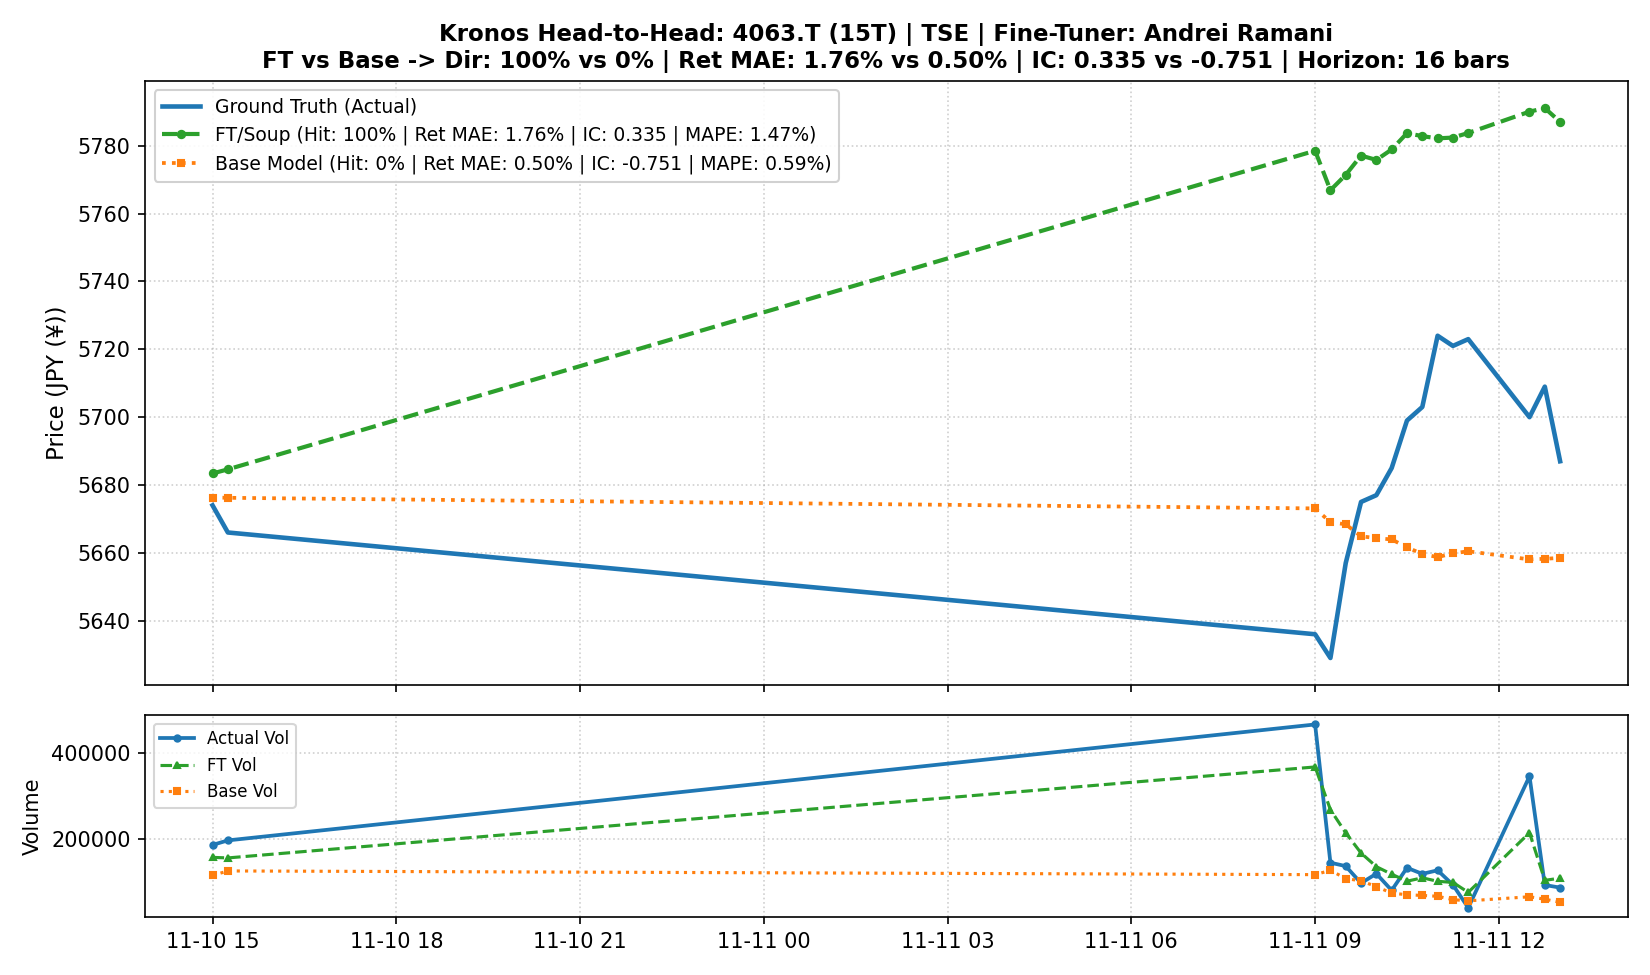 Kronos Head-to-Head: 4063.T (15T) | TSE | Fine-Tuner: Andrei Ramani
FT vs Base -> Dir: 100% vs 0% | Ret MAE: 1.76% vs 0.50% | IC: 0.335 vs -0.751 | Horizon: 16 bars
Ground Truth (Actual)
FT/Soup (Hit: 100% | Ret MAE: 1.76% | IC: 0.335 | MAPE: 1.47%)
Base Model (Hit: 0% | Ret MAE: 0.50% | IC: -0.751 | MAPE: 0.59%)
Price (JPY (¥))
5780
5760
5740
5720
5700
5680
5660
5640
Actual Vol
FT Vol
Base Vol
Volume
400000
200000
11-10 15
11-10 18
11-10 21
11-11 00
11-11 03
11-11 06
11-11 09
11-11 12